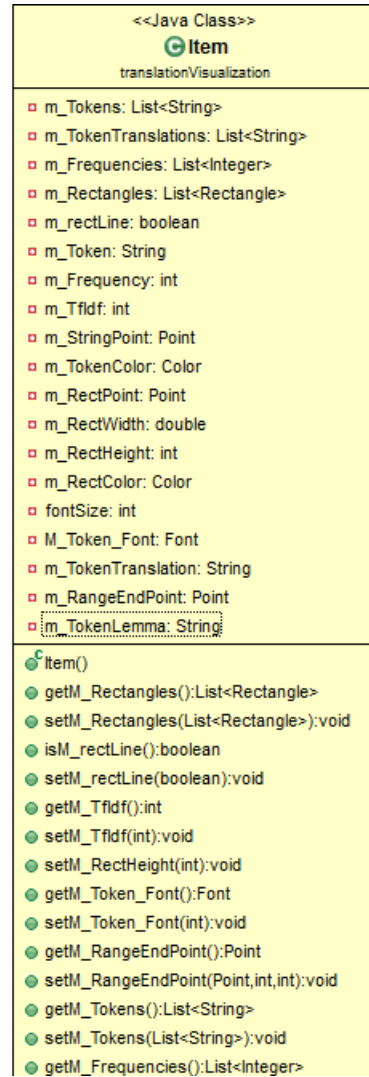 <<Java Class>>
Item
translationVisualization
m_Tokens: List<String>
m_TokenTranslations: List<String>
m_Frequencies: List<Integer>
m_Rectangles: List<Rectangle>
m_rectLine: boolean
m_Token: String
m_Frequency: int
m_TfIdf: int
m_StringPoint: Point
m_TokenColor: Color
m_RectPoint: Point
m_RectWidth: double
m_RectHeight: int
m_RectColor: Color
fontSize: int
M_Token_Font: Font
m_TokenTranslation: String
m_RangeEndPoint: Point
m_TokenLemma: String
Item()
getM_Rectangles():List<Rectangle>
setM_Rectangles(List<Rectangle>):void
isM_rectLine():boolean
setM_rectLine(boolean):void
getM_TfIdf():int
setM_TfIdf(int):void
setM_RectHeight(int):void
getM_Token_Font():Font
setM_Token_Font(int):void
getM_RangeEndPoint():Point
setM_RangeEndPoint(Point,int,int):void
getM_Tokens():List<String>
setM_Tokens(List<String>):void
getM_Frequencies():List<Integer>